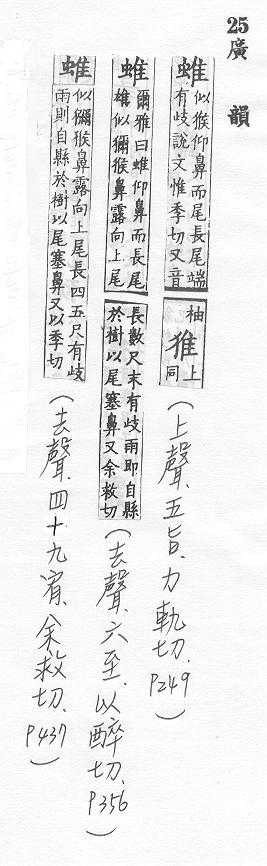 25 廣韻
蜼
似猴仰鼻而尾長尾端
有歧說文惟季切又音
柚
猚
上
同
(上聲、五旨、力軌切、P249)
蜼
爾雅曰蜼仰鼻而長尾
雄似獼猴鼻露向上尾
長數尺末有歧雨即自縣
於樹以尾塞鼻又余救切
(去聲、六至、以醉切、P356)
蜼
似獼猴鼻露向上尾長四五尺有歧
雨則自縣於樹以尾塞鼻又以季切
(去聲、四十九宥、余救切、P437)